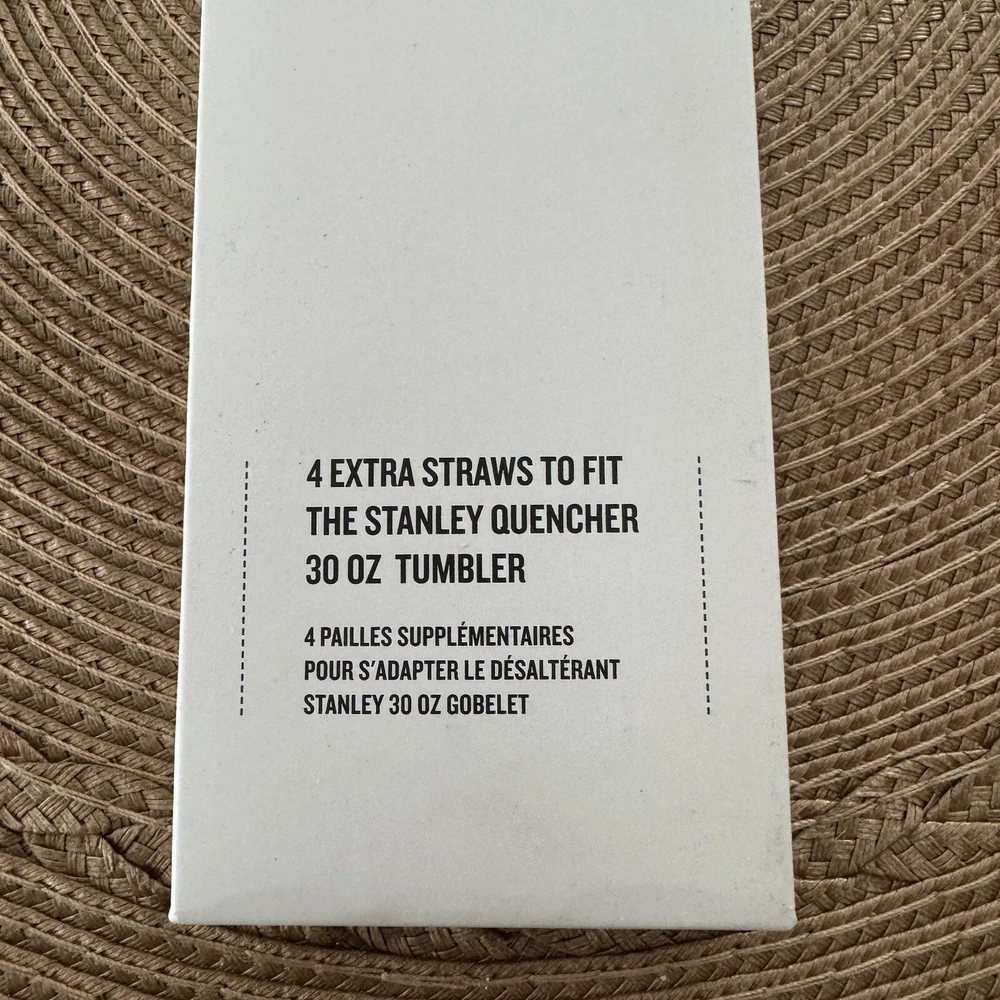 4 EXTRA STRAWS TO FIT
THE STANLEY QUENCHER
30 OZ TUMBLER
4 PAILLES SUPPLÉMENTAIRES
POUR S'ADAPTER LE DÉSALTÉRANT
STANLEY 30 OZ GOBELET